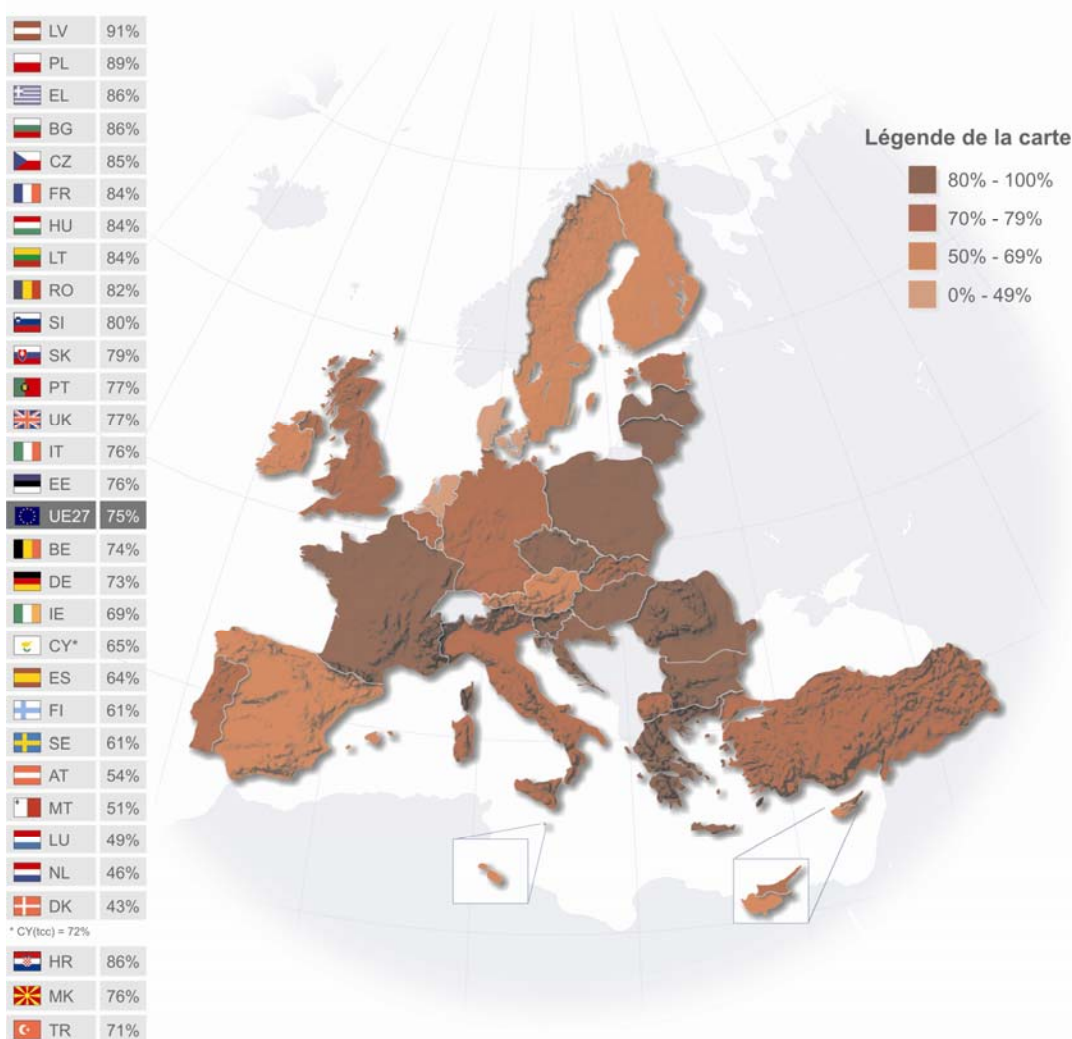 LV 91%
PL 89%
EL 86%
BG 86%
CZ 85%
FR 84%
HU 84%
LT 84%
RO 82%
SI 80%
SK 79%
PT 77%
UK 77%
IT 76%
EE 76%
UE27 75%
BE 74%
DE 73%
IE 69%
CY* 65%
ES 64%
FI 61%
SE 61%
AT 54%
MT 51%
LU 49%
NL 46%
DK 43%
* CY(tcc) = 72%
HR 86%
MK 76%
TR 71%
Légende de la carte
80% - 100%
70% - 79%
50% - 69%
0% - 49%